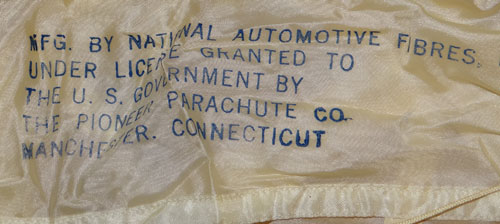 MFG. BY NATIONAL AUTOMOTIVE FIBRES,
UNDER LICENSE GRANTED TO
THE U. S. GOVERNMENT BY
THE PIONEER PARACHUTE CO.
MANCHESTER. CONNECTICUT